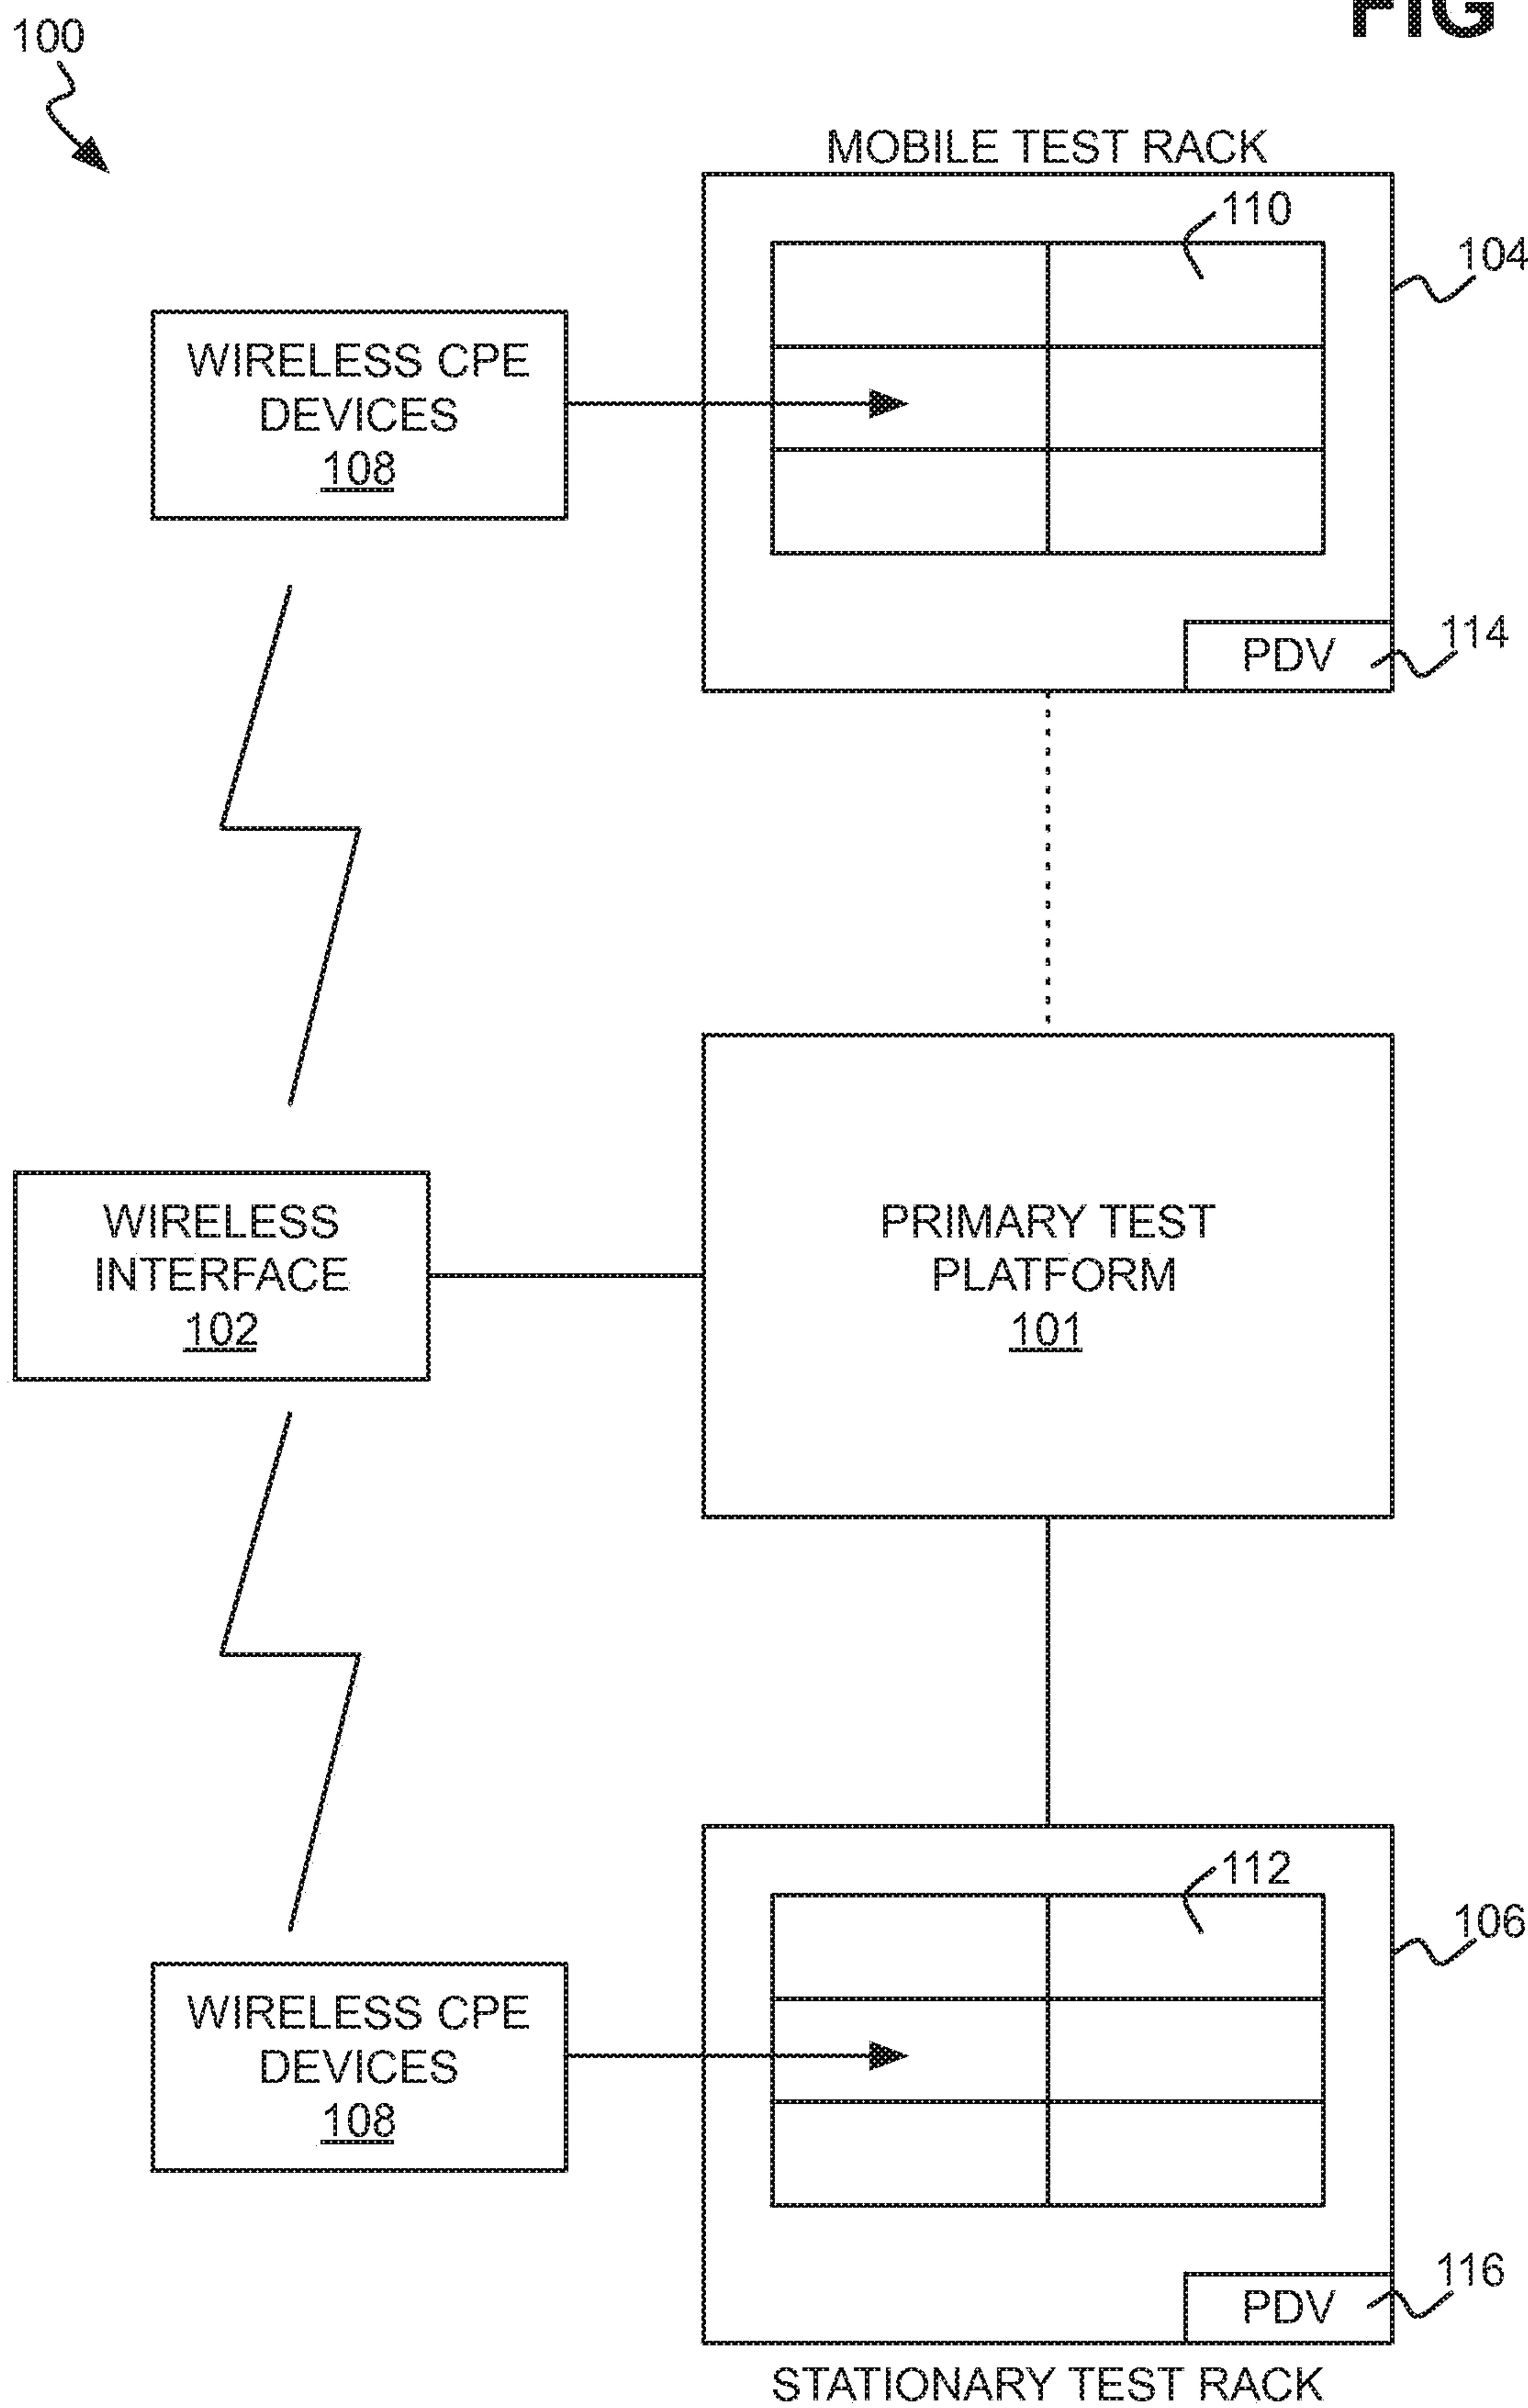 FIG
100
MOBILE TEST RACK
110
104
WIRELESS CPE
DEVICES
108
PDV
114
WIRELESS
INTERFACE
102
PRIMARY TEST
PLATFORM
101
112
106
WIRELESS CPE
DEVICES
108
PDV
116
STATIONARY TEST RACK